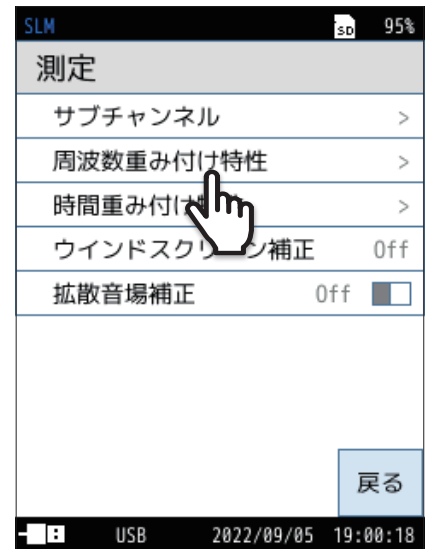 SLM SD 95%
測定
サブチャンネル >
周波数重み付け特性 >
時間重み付け >
ウインドスクリーン補正 Off
拡散音場補正 Off
戻る
USB 2022/09/05 19:00:18